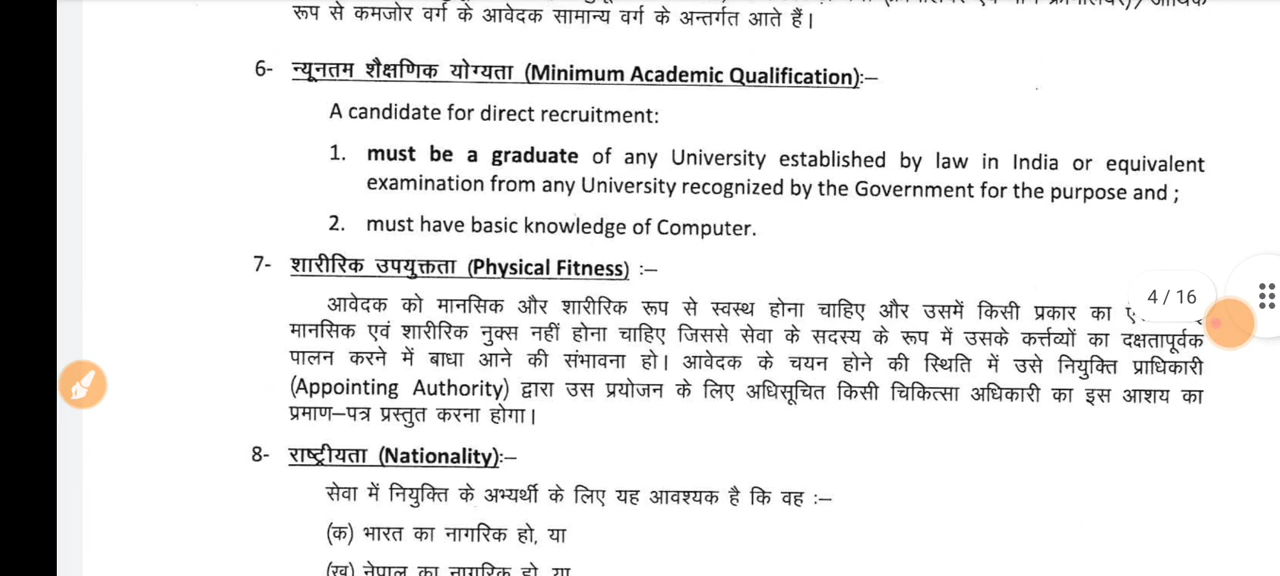 रूप से कमजोर वर्ग के आवेदक सामान्य वर्ग के अन्तर्गत आते हैं।
6- न्यूनतम शैक्षणिक योग्यता (Minimum Academic Qualification):–
A candidate for direct recruitment:
1. must be a graduate of any University established by law in India or equivalent
examination from any University recognized by the Government for the purpose and ;
2. must have basic knowledge of Computer.
7- शारीरिक उपयुक्तता (Physical Fitness) :–
आवेदक को मानसिक और शारीरिक रूप से स्वस्थ होना चाहिए और उसमें किसी प्रकार का
4 / 16
मानसिक एवं शारीरिक नुक्स नहीं होना चाहिए जिससे सेवा के सदस्य के रूप में उसके कर्त्तव्यों का दक्षतापूर्वक
पालन करने में बाधा आने की संभावना हो। आवेदक के चयन होने की स्थिति में उसे नियुक्ति प्राधिकारी
(Appointing Authority) द्वारा उस प्रयोजन के लिए अधिसूचित किसी चिकित्सा अधिकारी का इस आशय का
प्रमाण–पत्र प्रस्तुत करना होगा।
8- राष्ट्रीयता (Nationality):–
सेवा में नियुक्ति के अभ्यर्थी के लिए यह आवश्यक है कि वह :–
(क) भारत का नागरिक हो, या
(ख) नेपाल का नागरिक हो, या